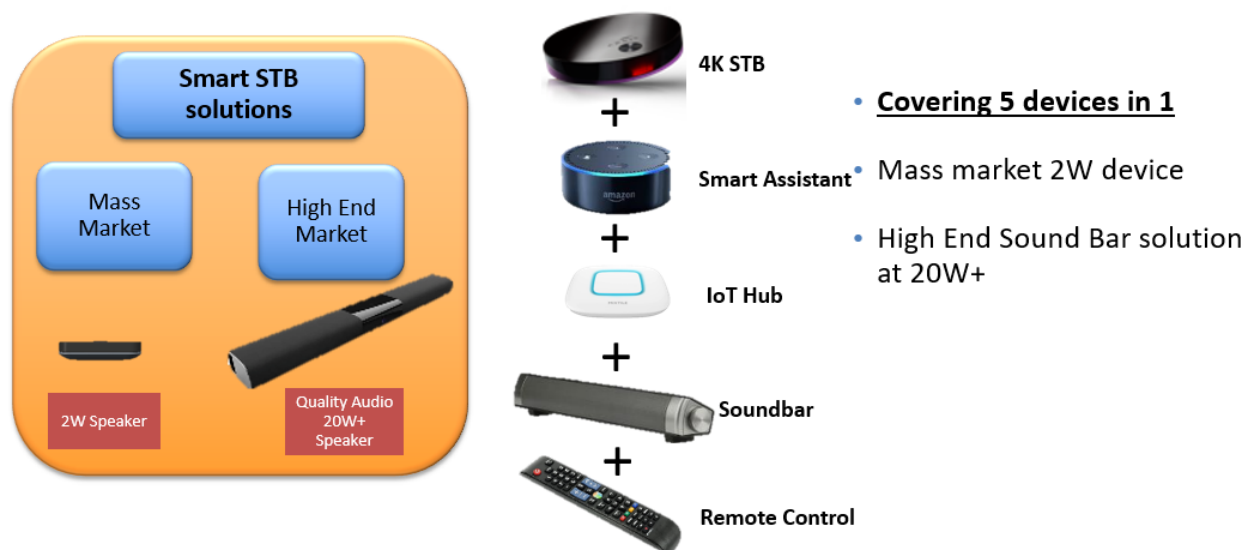 Smart STB
solutions
Mass
Market
High End
Market
2W Speaker
Quality Audio
20W+
Speaker
4K STB
+
amazon
Smart Assistant
+
IoT Hub
+
Soundbar
+
Remote Control
• Covering 5 devices in 1
• Mass market 2W device
• High End Sound Bar solution
at 20W+